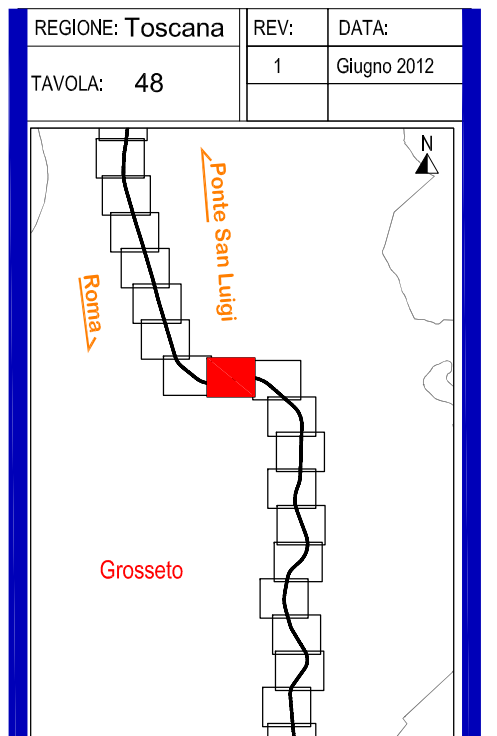 REGIONE: Toscana
REV:
DATA:
TAVOLA: 48
1
Giugno 2012
N
Ponte San Luigi
Roma
Grosseto